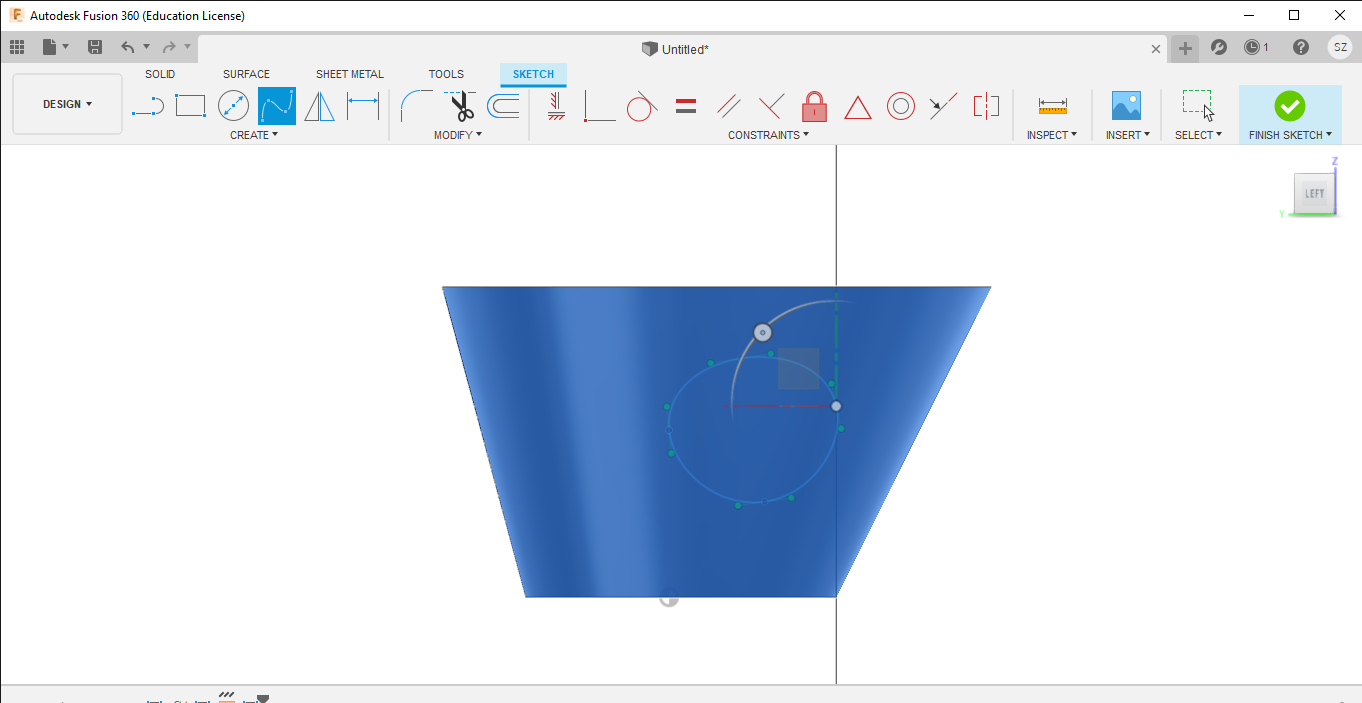 F Autodesk Fusion 360 (Education License)
Untitled*
1
SZ
SOLID SURFACE SHEET METAL TOOLS SKETCH
DESIGN
CREATE MODIFY CONSTRAINTS INSPECT INSERT SELECT FINISH SKETCH
Z
LEFT
Y